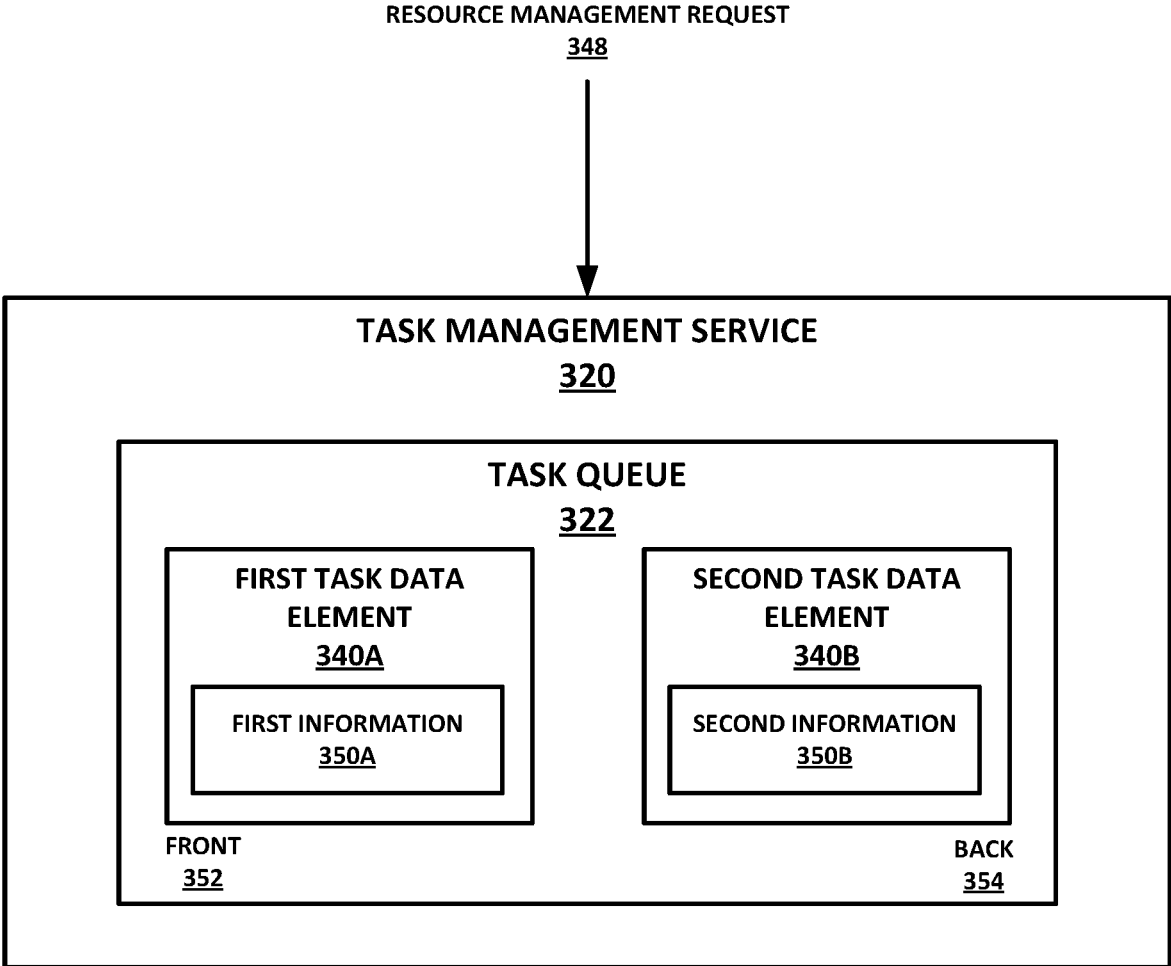 RESOURCE MANAGEMENT REQUEST
348
TASK MANAGEMENT SERVICE
320
TASK QUEUE
322
FIRST TASK DATA
ELEMENT
340A
FIRST INFORMATION
350A
SECOND TASK DATA
ELEMENT
340B
SECOND INFORMATION
350B
FRONT
352
BACK
354